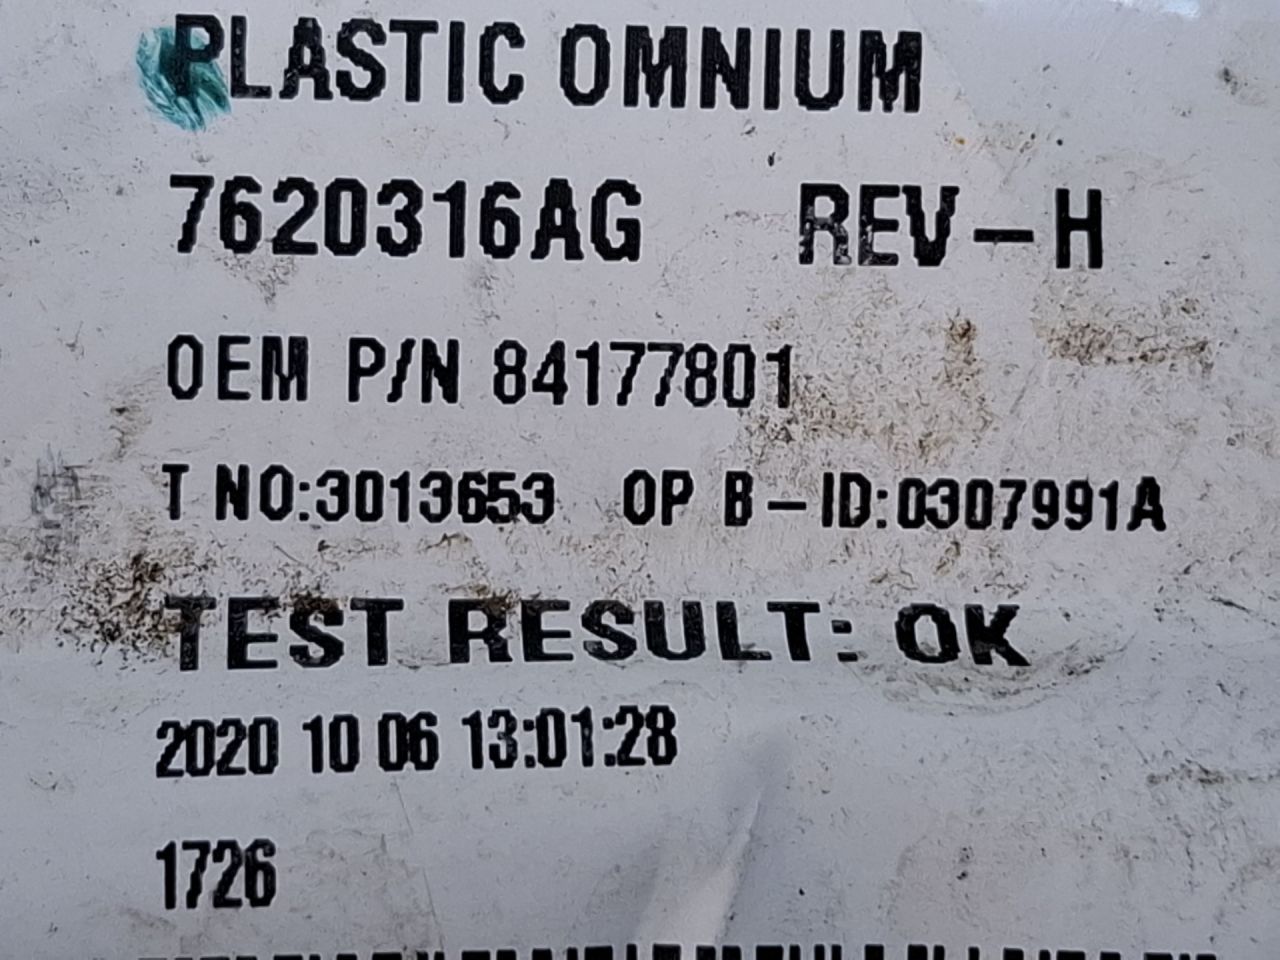 PLASTIC OMNIUM
7620316AG REV-H
OEM P/N 84177801
T NO:3013653 OP B-ID:0307991A
TEST RESULT: OK
2020 10 06 13:01:28
1726